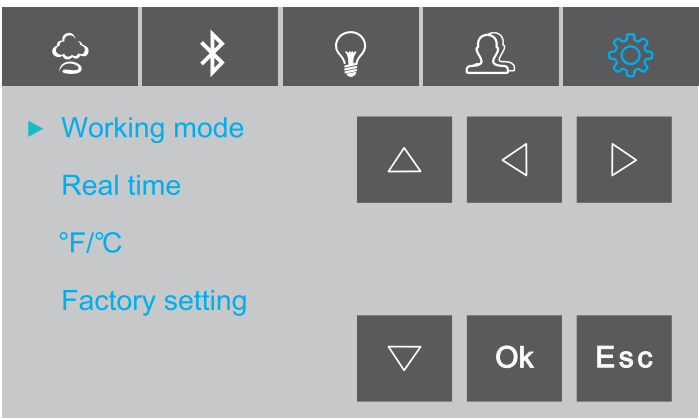 Working mode
Real time
°F/℃
Factory setting
Ok
Esc